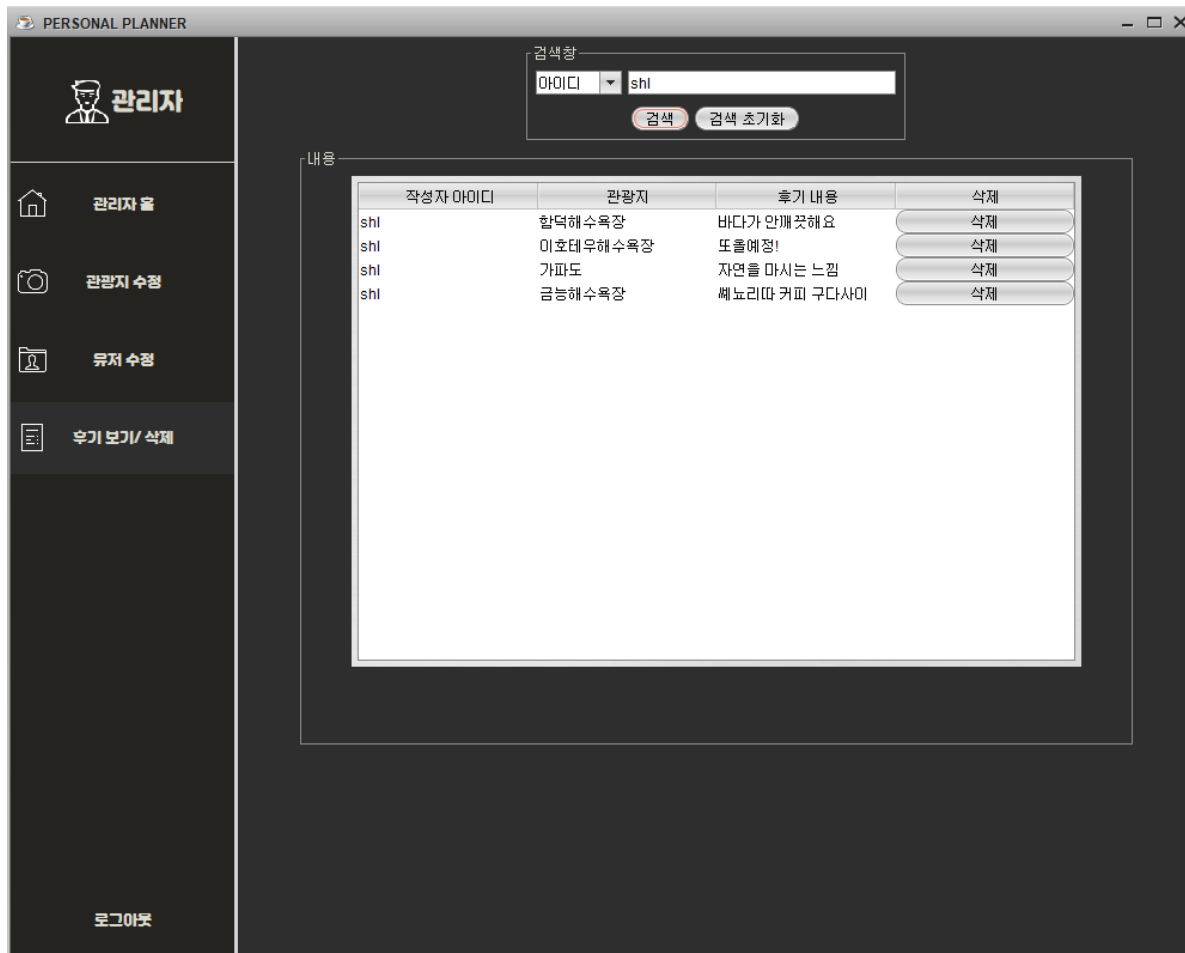 PERSONAL PLANNER
관리자
관리자 홀
관광지 수정
뮤저 수정
후기 보기/ 삭제
로그아웃
검색창
아이디 shl
검색 검색 초기화
내용
작성자 아이디 관광지 후기 내용 삭제
shl 함덕해수욕장 바다가 안깨끗해요 삭제
shl 이호테우해수욕장 또올예정! 삭제
shl 가파도 자연을 마시는 느낌 삭제
shl 금능해수욕장 쎄뇨리따 커피 구다사이 삭제